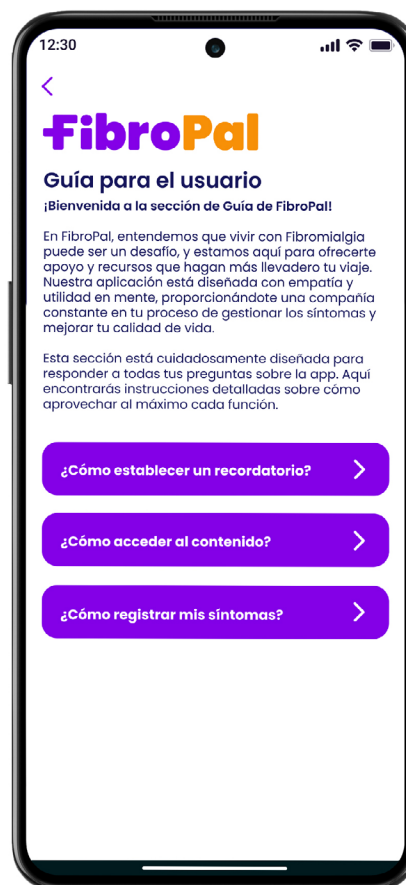 12:30
FibroPal
Guía para el usuario
¡Bienvenida a la sección de Guía de FibroPal!
En FibroPal, entendemos que vivir con Fibromialgia
puede ser un desafío, y estamos aquí para ofrecerte
apoyo y recursos que hagan más llevadero tu viaje.
Nuestra aplicación está diseñada con empatía y
utilidad en mente, proporcionándote una compañía
constante en tu proceso de gestionar los síntomas y
mejorar tu calidad de vida.
Esta sección está cuidadosamente diseñada para
responder a todas tus preguntas sobre la app. Aquí
encontrarás instrucciones detalladas sobre cómo
aprovechar al máximo cada función.
¿Cómo establecer un recordatorio?
¿Cómo acceder al contenido?
¿Cómo registrar mis síntomas?